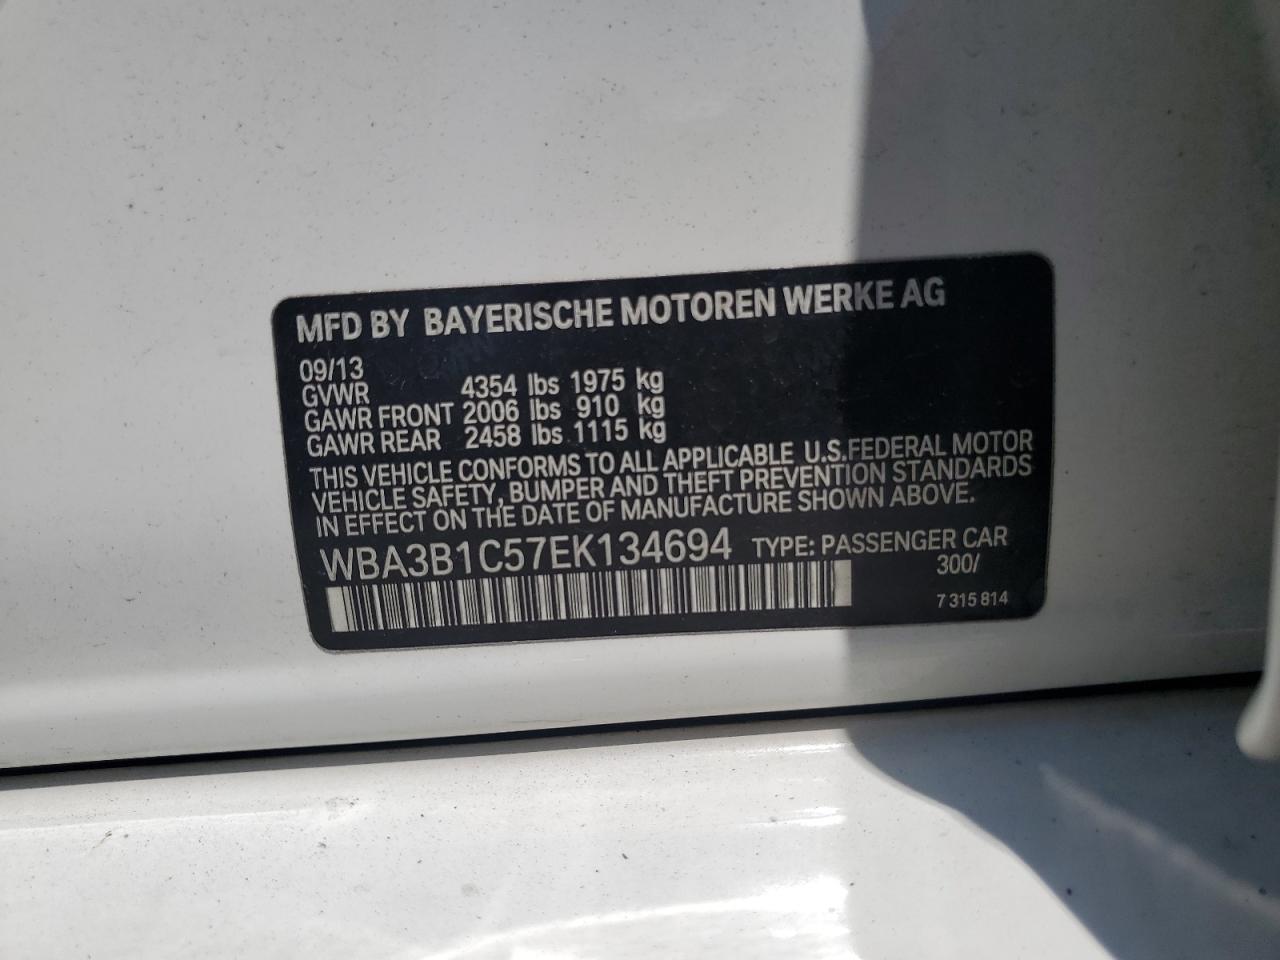 MFD BY BAYERISCHE MOTOREN WERKE AG
09/13
GVWR 4354 lbs 1975 kg
GAWR FRONT 2006 lbs 910 kg
GAWR REAR 2458 lbs 1115 kg
THIS VEHICLE CONFORMS TO ALL APPLICABLE U.S.FEDERAL MOTOR
VEHICLE SAFETY, BUMPER AND THEFT PREVENTION STANDARDS
IN EFFECT ON THE DATE OF MANUFACTURE SHOWN ABOVE.
WBA3B1C57EK134694 TYPE: PASSENGER CAR
300/
7 315 814